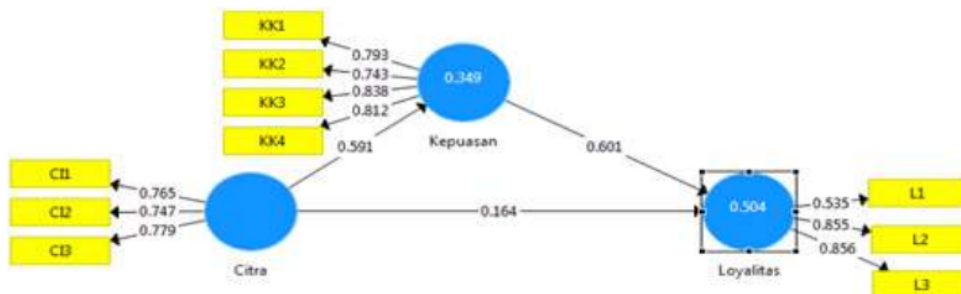 KK1
KK2
KK3
KK4
0.793
0.743
0.838
0.812
0.349
Kepuasan
0.591
0.601
CI1
CI2
CI3
0.765
0.747
0.779
Citra
0.164
0.504
Loyalitas
0.535
0.855
0.856
L1
L2
L3